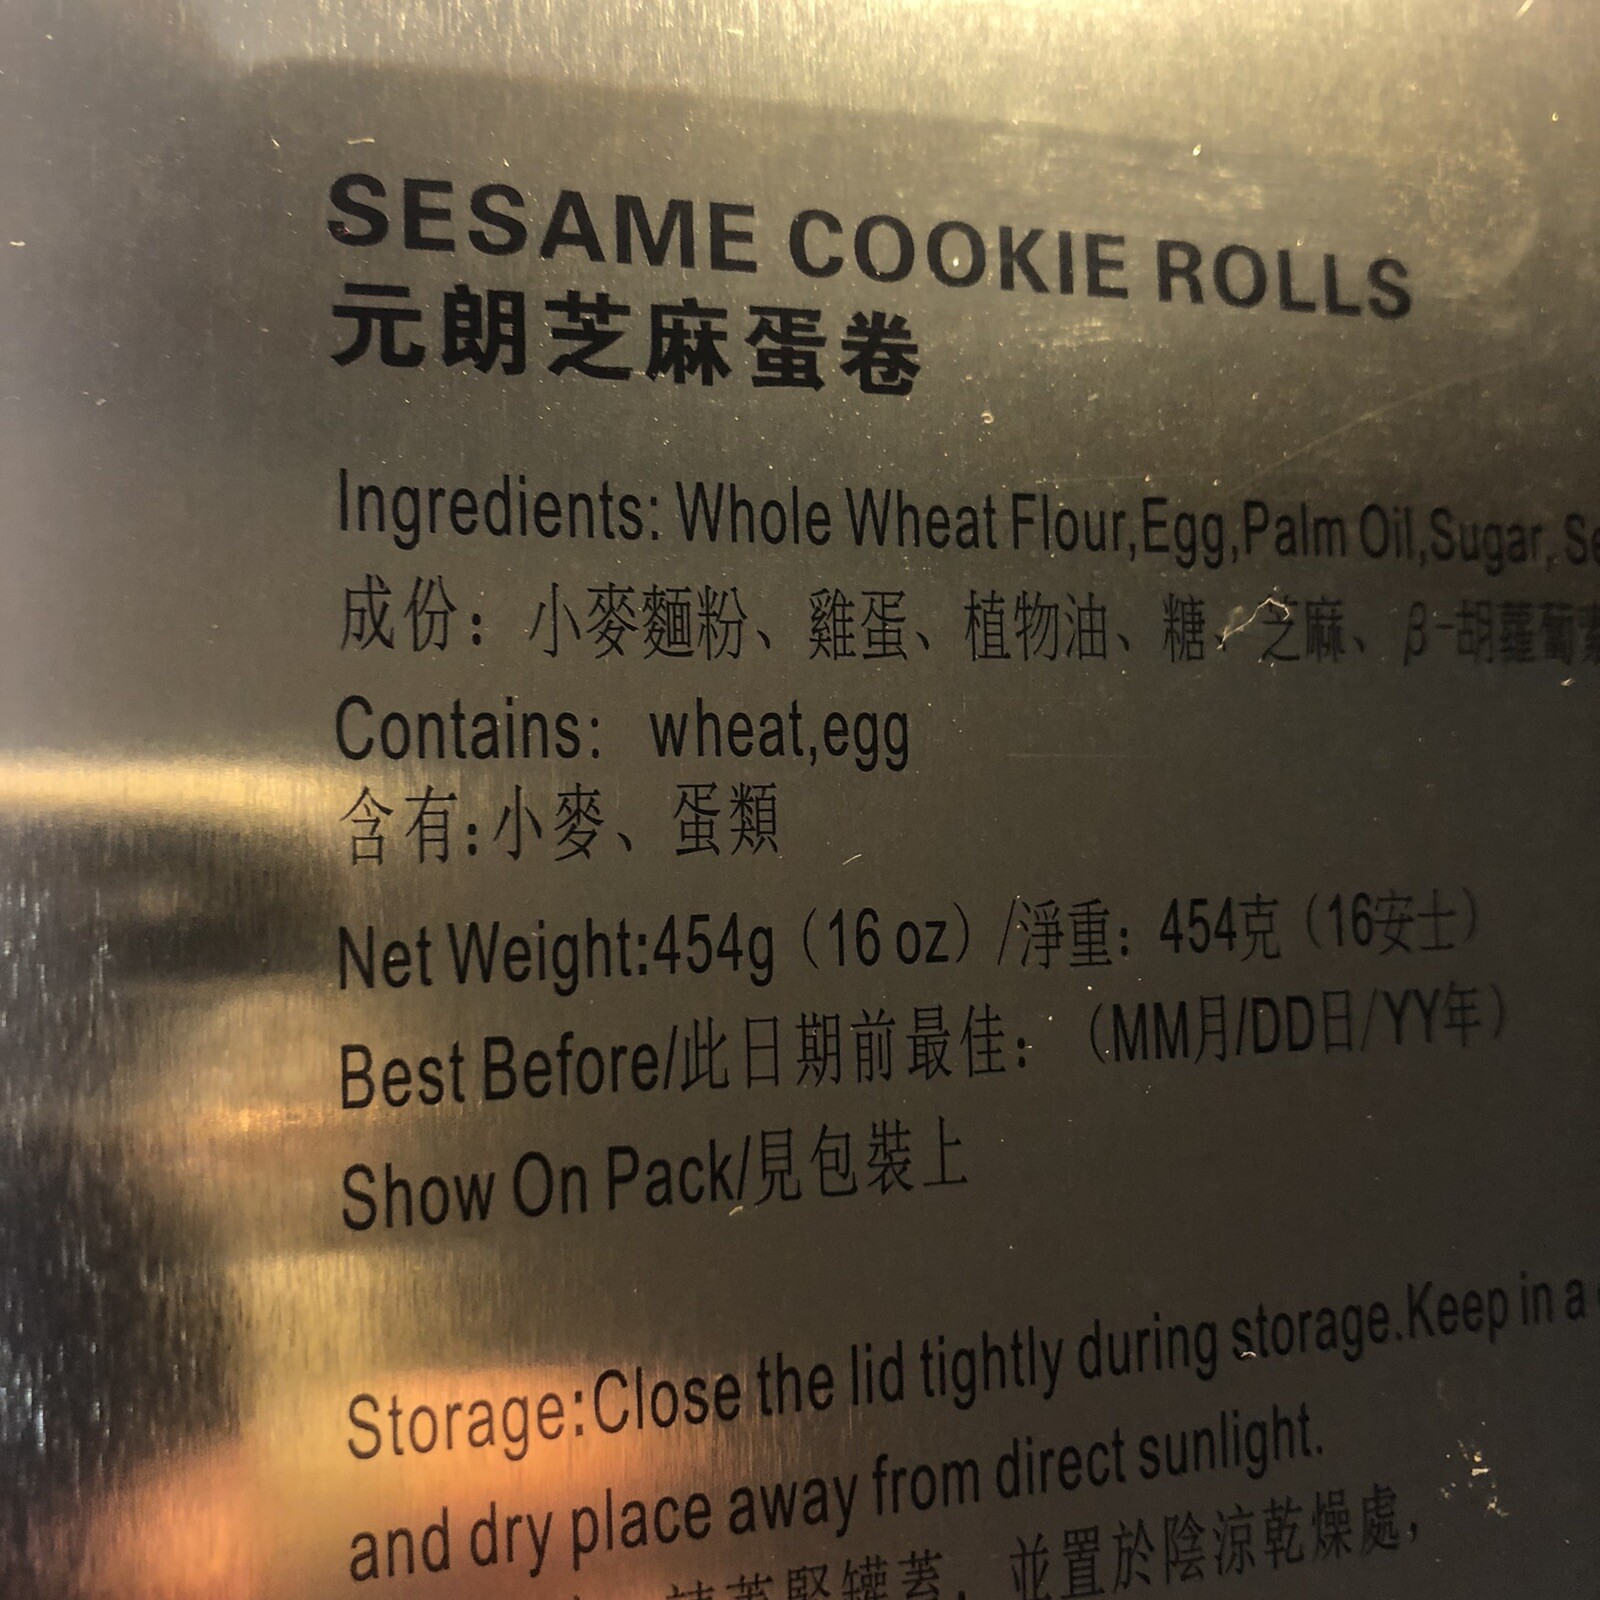 SESAME COOKIE ROLLS
元朗芝麻蛋卷
Ingredients: Whole Wheat Flour,Egg,Palm Oil,Sugar,
成份：小麥麵粉、雞蛋、植物油、糖、芝麻、β-胡蘿蔔素
Contains: wheat,egg
含有:小麥、蛋類
Net Weight:454g（16 oz）/淨重：454克（16安士）
Best Before/此日期前最佳：（MM月/DD日/YY年）
Show On Pack/見包裝上
Storage:Close the lid tightly during storage.Keep in a
and dry place away from direct sunlight.
並置於陰涼乾燥處，